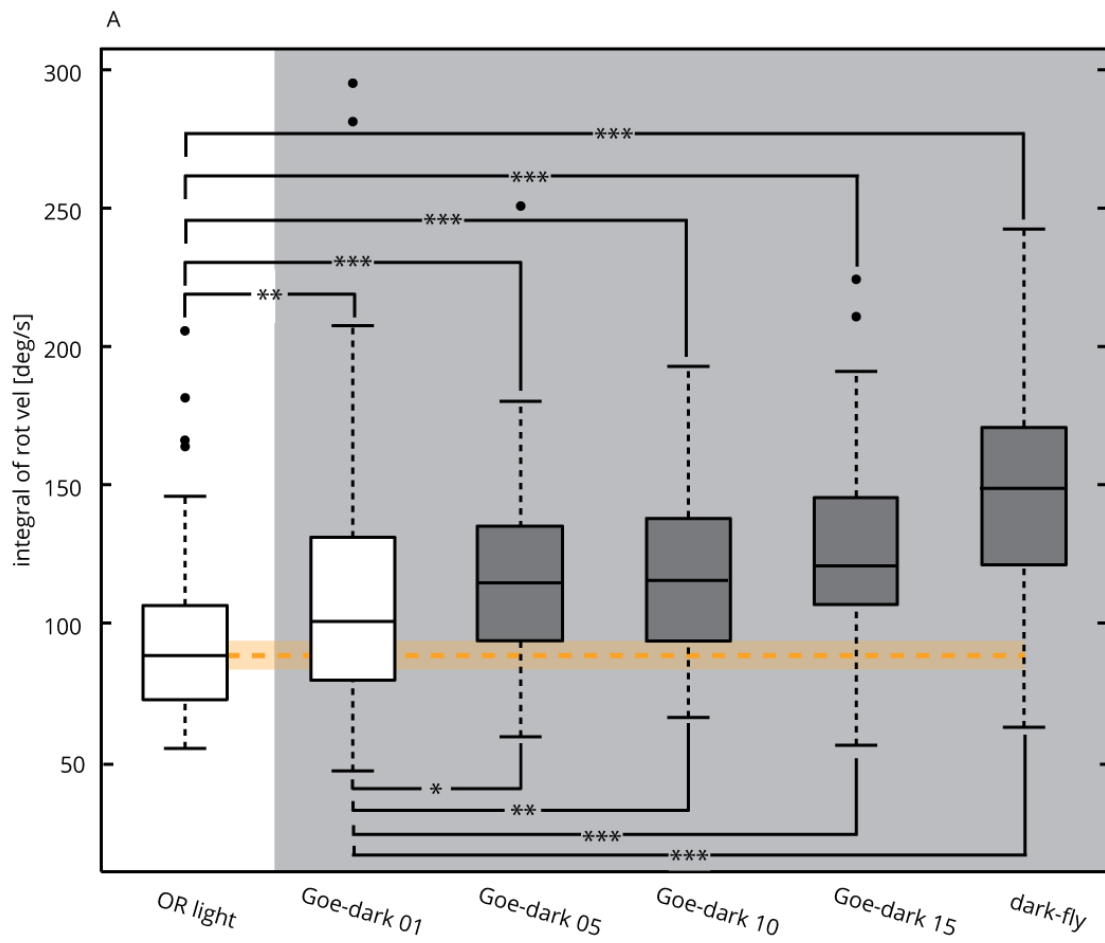 A
300
250
200
150
100
50
integral of rot vel [deg/s]
***
***
***
***
**
*
**
***
***
OR light
Goe-dark 01
Goe-dark 05
Goe-dark 10
Goe-dark 15
dark-fly